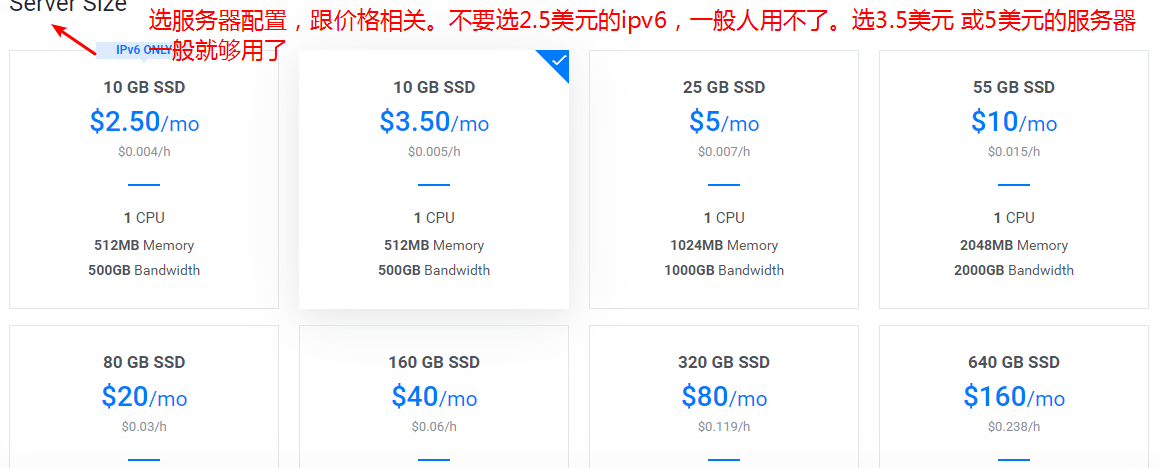 Server Size
选服务器配置，跟价格相关。不要选2.5美元的ipv6，一般人用不了。选3.5美元 或5美元的服务器
一般就够用了
IPv6 ONLY
10 GB SSD
$2.50/mo
$0.004/h
1 CPU
512MB Memory
500GB Bandwidth
10 GB SSD
$3.50/mo
$0.005/h
1 CPU
512MB Memory
500GB Bandwidth
25 GB SSD
$5/mo
$0.007/h
1 CPU
1024MB Memory
1000GB Bandwidth
55 GB SSD
$10/mo
$0.015/h
1 CPU
2048MB Memory
2000GB Bandwidth
80 GB SSD
$20/mo
$0.03/h
160 GB SSD
$40/mo
$0.06/h
320 GB SSD
$80/mo
$0.119/h
640 GB SSD
$160/mo
$0.238/h